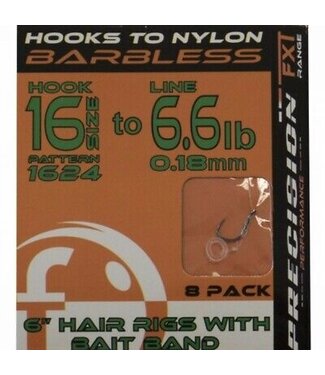 HOOKS TO NYLON
BARBLESS
HOOK
16 SIZE
PATTERN
1624
to
LINE
6.6lb
0.18mm
8 PACK
6" HAIR RIGS WITH
BAIT BAND
FXT
RANGE
PRECISION
PERFORMANCE